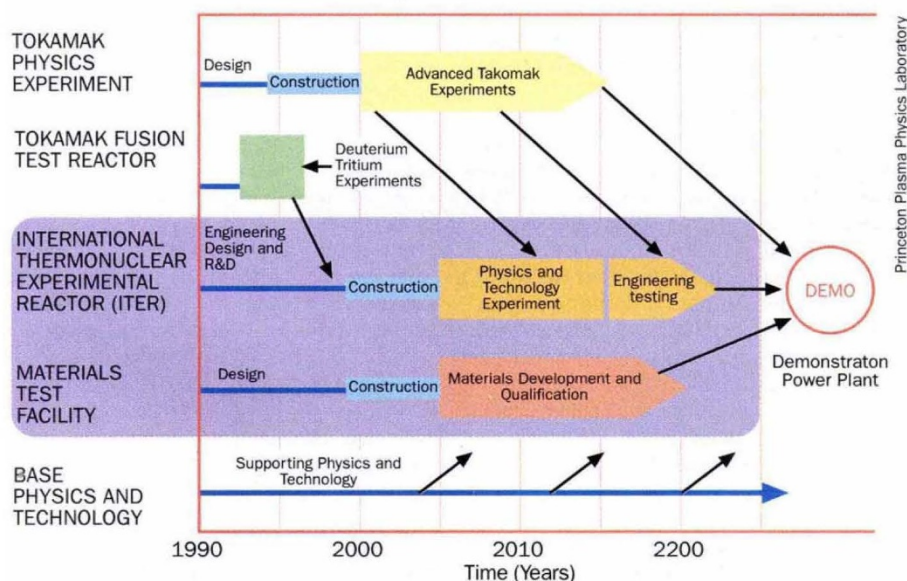 TOKAMAK
PHYSICS
EXPERIMENT
Design
Construction
Advanced Takomak
Experiments
TOKAMAK FUSION
TEST REACTOR
Deuterium
Tritium
Experiments
INTERNATIONAL
THERMONUCLEAR
EXPERIMENTAL
REACTOR (ITER)
Engineering
Design and
R&D
Construction
Physics and
Technology
Experiment
Engineering
testing
DEMO
Demonstraton
Power Plant
MATERIALS
TEST
FACILITY
Design
Construction
Materials Development and
Qualification
BASE
PHYSICS AND
TECHNOLOGY
Supporting Physics and
Technology
1990
2000
2010
2200
Time (Years)
Princeton Plasma Physics Laboratory